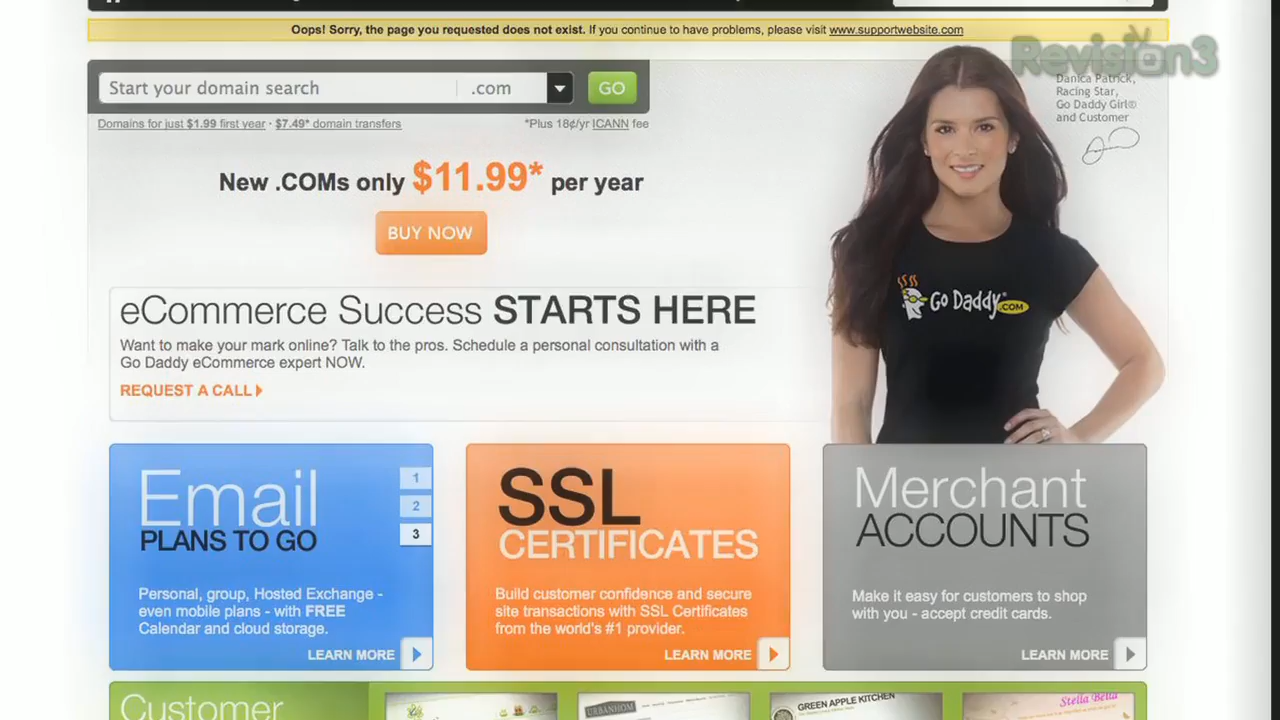 Oops! Sorry, the page you requested does not exist. If you continue to have problems, please visit www.supportwebsite.com
Revision3
Start your domain search .com GO
Domains for just $1.99 first year · $7.49* domain transfers *Plus 18¢/yr ICANN fee
Danica Patrick,
Racing Star,
Go Daddy Girl®
and Customer
New .COMs only $11.99* per year
BUY NOW
Go Daddy .COM
eCommerce Success STARTS HERE
Want to make your mark online? Talk to the pros. Schedule a personal consultation with a
Go Daddy eCommerce expert NOW.
REQUEST A CALL
Email
PLANS TO GO
1
2
3
Personal, group, Hosted Exchange -
even mobile plans - with FREE
Calendar and cloud storage.
LEARN MORE
SSL
CERTIFICATES
Build customer confidence and secure
site transactions with SSL Certificates
from the world's #1 provider.
LEARN MORE
Merchant
ACCOUNTS
Make it easy for customers to shop
with you - accept credit cards.
LEARN MORE
Customer
URBANHOM
GREEN APPLE KITCHEN
Stella Bella